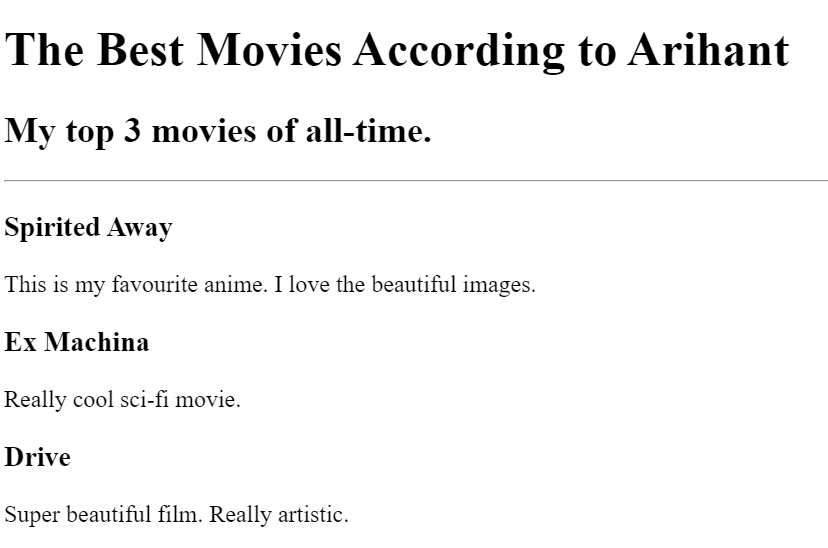 The Best Movies According to Arihant
My top 3 movies of all-time.
Spirited Away
This is my favourite anime. I love the beautiful images.
Ex Machina
Really cool sci-fi movie.
Drive
Super beautiful film. Really artistic.